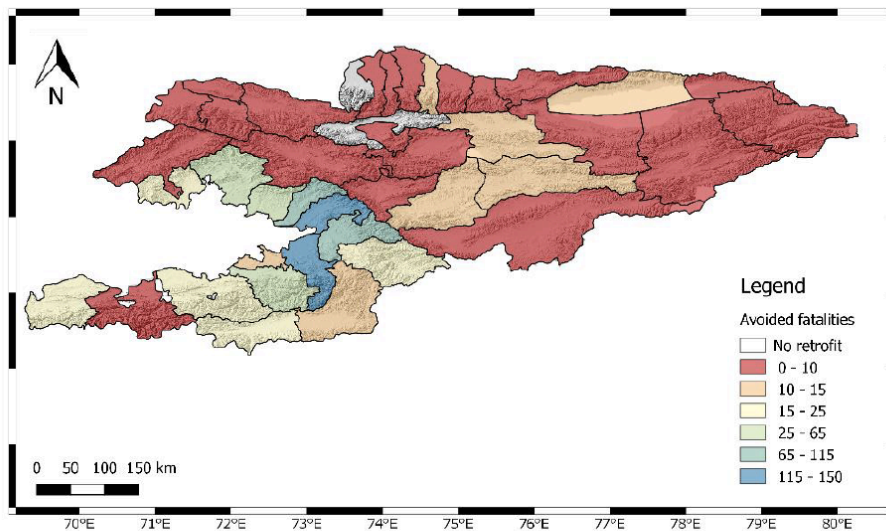 N
Legend
Avoided fatalities
No retrofit
0 - 10
10 - 15
15 - 25
25 - 65
65 - 115
115 - 150
0 50 100 150 km
70°E 71°E 72°E 73°E 74°E 75°E 76°E 77°E 78°E 79°E 80°E